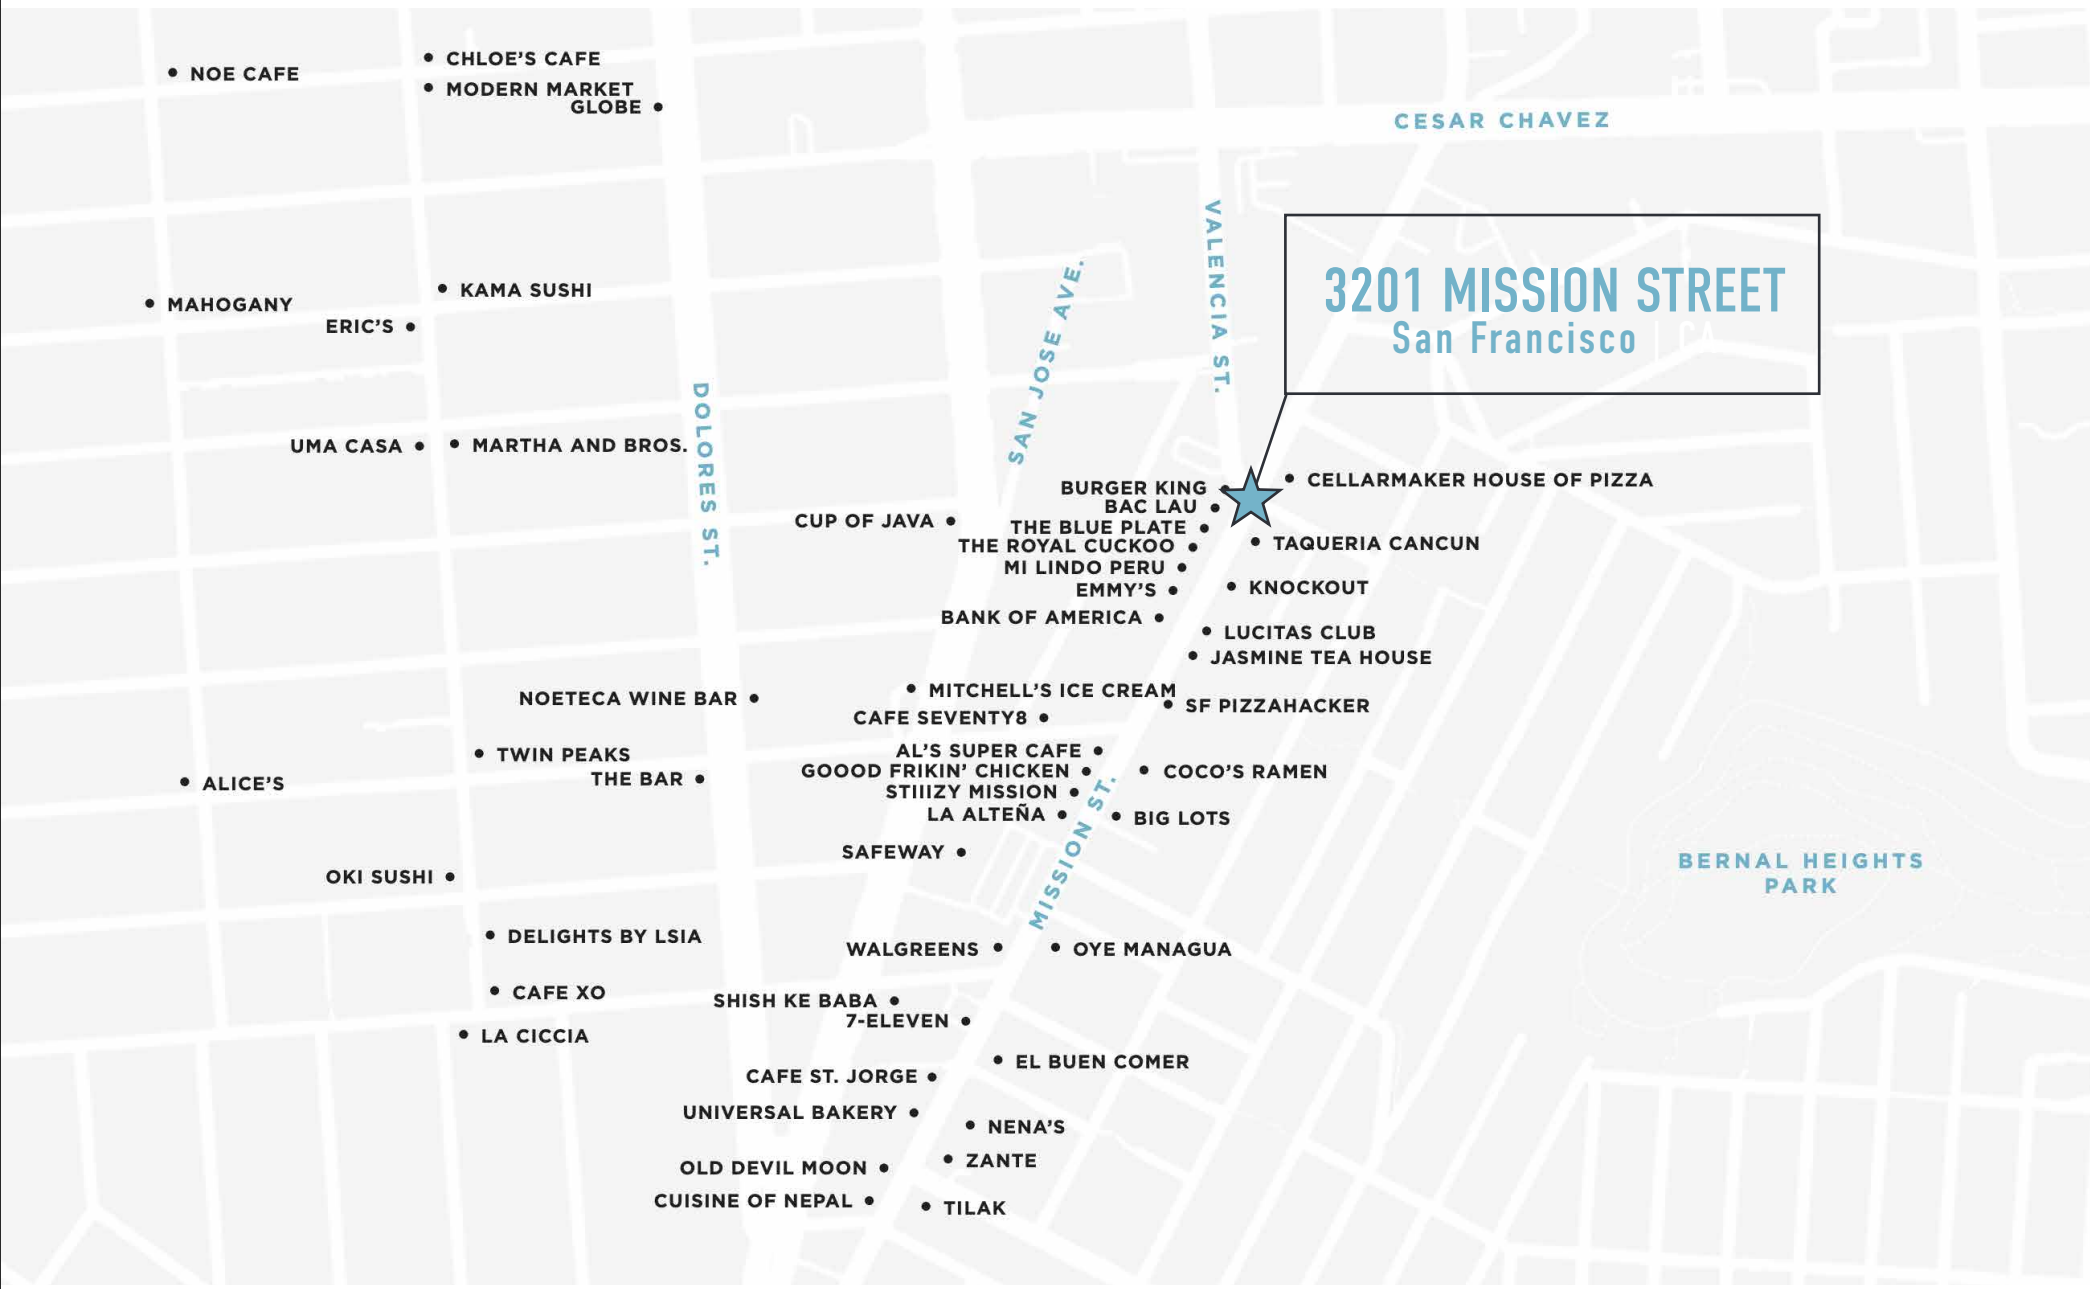 CHLOE'S CAFE
NOE CAFE
MODERN MARKET
GLOBE
CESAR CHAVEZ
VALENCIA ST.
3201 MISSION STREET
San Francisco | CA
SAN JOSE AVE.
KAMA SUSHI
MAHOGANY
ERIC'S
DOLORES ST.
UMA CASA
MARTHA AND BROS.
CELLARMAKER HOUSE OF PIZZA
BURGER KING
BAC LAU
CUP OF JAVA
THE BLUE PLATE
THE ROYAL CUCKOO
TAQUERIA CANCUN
MI LINDO PERU
EMMY'S
KNOCKOUT
BANK OF AMERICA
LUCITAS CLUB
JASMINE TEA HOUSE
MITCHELL'S ICE CREAM
NOETECA WINE BAR
SF PIZZAHACKER
CAFE SEVENTY8
AL'S SUPER CAFE
TWIN PEAKS
GOOOD FRIKIN' CHICKEN
COCO'S RAMEN
THE BAR
ALICE'S
STIIIZY MISSION
LA ALTEÑA
BIG LOTS
MISSION ST.
SAFEWAY
BERNAL HEIGHTS
PARK
OKI SUSHI
DELIGHTS BY LSIA
WALGREENS
OYE MANAGUA
CAFE XO
SHISH KE BABA
7-ELEVEN
LA CICCIA
EL BUEN COMER
CAFE ST. JORGE
UNIVERSAL BAKERY
NENA'S
ZANTE
OLD DEVIL MOON
CUISINE OF NEPAL
TILAK